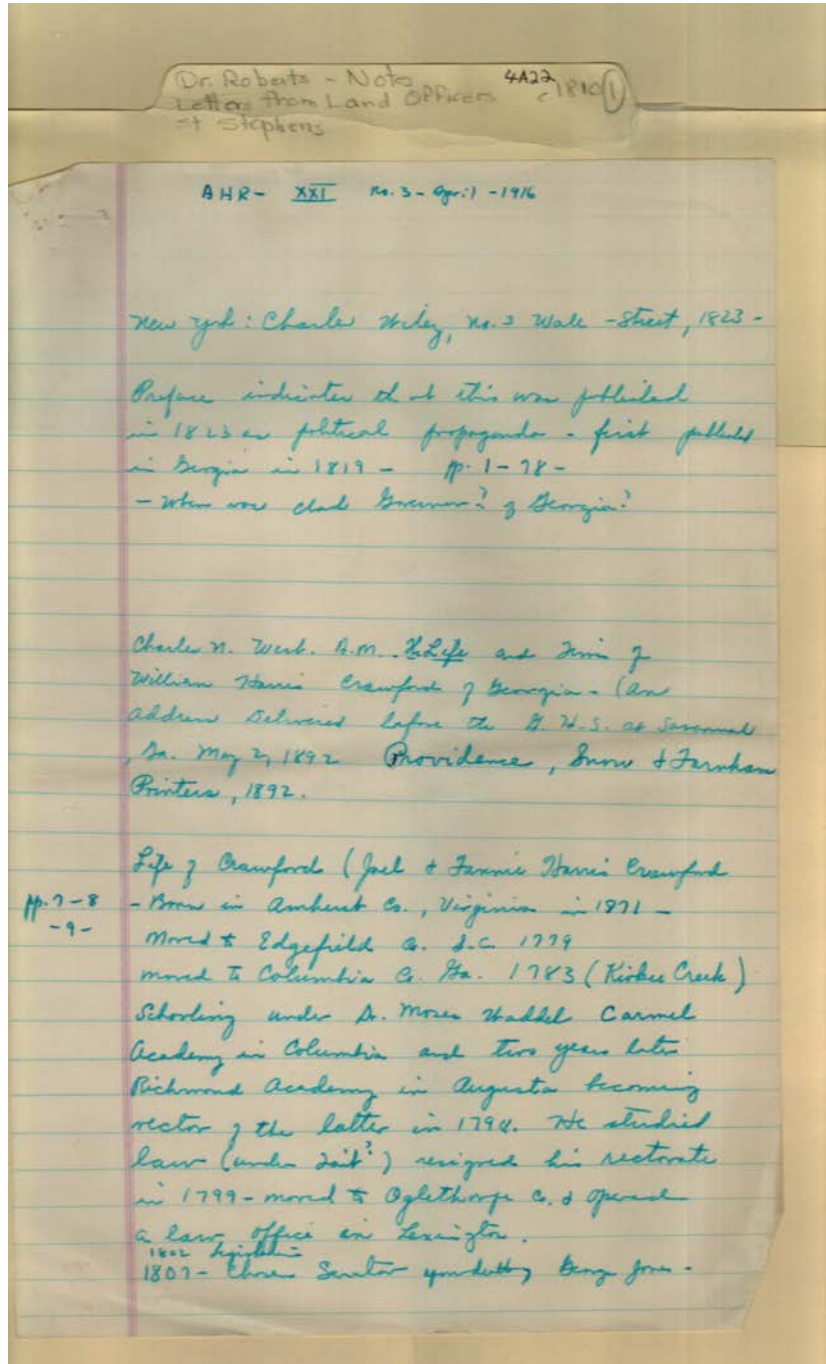 Dr. Roberts - Notes 4A22 c 1810 (1)
Letters from Land Officers
St Stephens
AHR - XXI no. 3 - April - 1916
New York: Charles Wiley, no. 3 Wall - Street, 1823 -
Preface indicates that this was published
in 1823 as political propaganda - first published
in Georgia in 1819 - pp. 1 - 78 -
- When was Clark Governor? of Georgia?
Charles N. West. A.M. The Life and Times of
William Harris Crawford of Georgia - (An
address Delivered before the G. H. S. at Savannah
, Ga. May 2, 1892 Providence, Snow & Farnham
Printers, 1892.
Life of Crawford (Joel & Fannie Harris Crawford
pp. 7-8 - Born in Amherst Co., Virginia in 1871 -
- 9 - Moved to Edgefield Co. S.C. 1779
moved to Columbia Co. Ga. 1783 (Kiokee Creek)
Schooling under Dr. Moses Waddel Carmel
Academy in Columbia and two years later
Richmond Academy in Augusta becoming
rector of the latter in 1798. He studied
law (under Tait?) resigned his rectorate
in 1799 - moved to Oglethorpe Co. & opened
a law office in Lexington.
1802 Legislature
1807 - Chosen Senator George Jones -